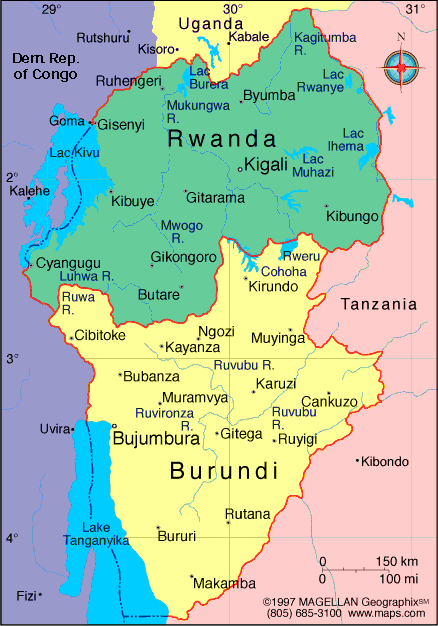 29°
30°
31°
Uganda
Rutshuru
Kabale
Kisoro
Kagitumba
R.
Dem. Rep.
of Congo
Ruhengeri
Lac
Burera
Lac
Rwanye
Mukungwa
R.
Byumba
Goma
Gisenyi
Rwanda
Lac
Ihema
Lac Kivu
Kigali
Lac
Muhazi
2°
Kalehe
Kibuye
Gitarama
Kibungo
Mwogo
R.
Cyangugu
Luhwa R.
Gikongoro
Rweru
Cohoha
Kirundo
Butare
Ruwa
R.
Tanzania
Cibitoke
Ngozi
Kayanza
Muyinga
3°
Ruvubu R.
Bubanza
Karuzi
Muramvya
Cankuzo
Ruvironza
R.
Ruvubu
R.
Uvira
Bujumbura
Gitega
Ruyigi
Kibondo
Burundi
Rutana
Lake
Tanganyika
Bururi
4°
0
150 km
0
100 mi
Makamba
Fizi
©1997 MAGELLAN Geographix℠
(805) 685-3100 www.maps.com